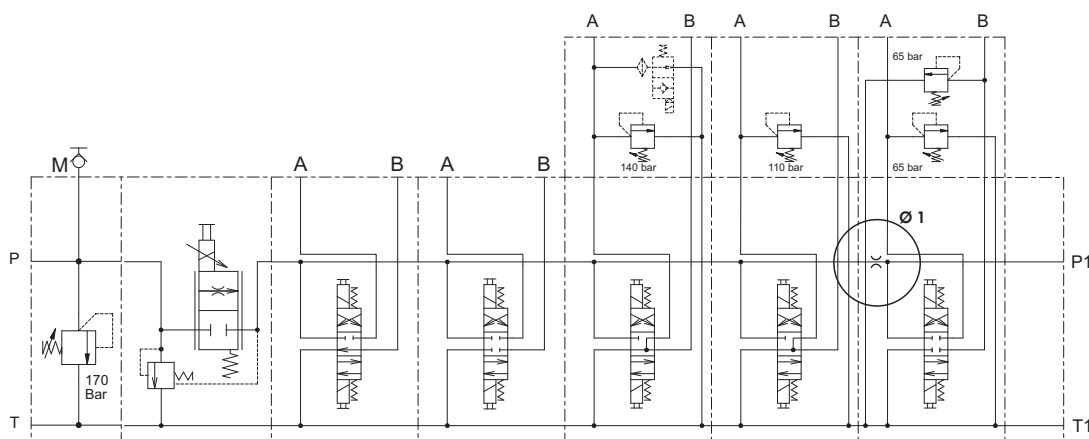 A B A B A B
65 bar
M
A B A B
140 bar
110 bar
65 bar
Ø 1
P
P1
170
Bar
T
T1